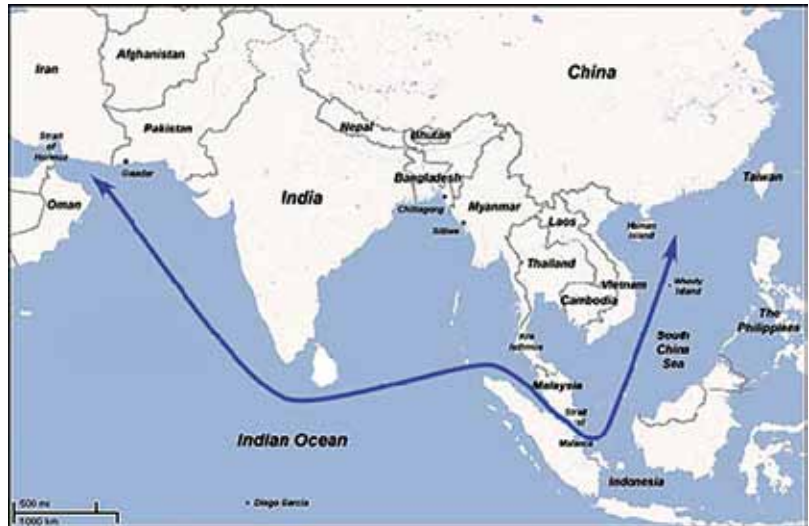 Afghanistan
China
Iran
Pakistan
Nepal
Bhutan
Strait
of
Hormuz
Gwadar
Taiwan
Bangladesh
India
Oman
Myanmar
Chittagong
Laos
Hainan
Island
Sittwe
Thailand
Vietnam
Woody
Island
Cambodia
The
Philippines
Kra
Isthmus
South
China
Sea
Malaysia
Strait
of
Malacca
Indian Ocean
Indonesia
500 mi
1000 km
Diego Garcia